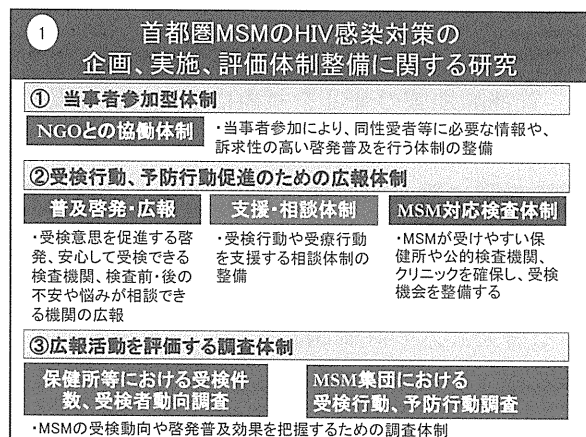 1
首都圏MSMのHIV感染対策の
企画、実施、評価体制整備に関する研究
① 当事者参加型体制
NGOとの協働体制
・当事者参加により、同性愛者等に必要な情報や、
訴求性の高い啓発普及を行う体制の整備
②受検行動、予防行動促進のための広報体制
普及啓発・広報
・受検意思を促進する啓
発、安心して受検できる
検査機関、検査前・後の
不安や悩みが相談でき
る機関の広報
支援・相談体制
・受検行動や受療行動
を支援する相談体制の
整備
MSM対応検査体制
・MSMが受けやすい保
健所や公的検査機関、
クリニックを確保し、受検
機会を整備する
③広報活動を評価する調査体制
保健所等における受検件
数、受検者動向調査
MSM集団における
受検行動、予防行動調査
・MSMの受検動向や啓発普及効果を把握するための調査体制